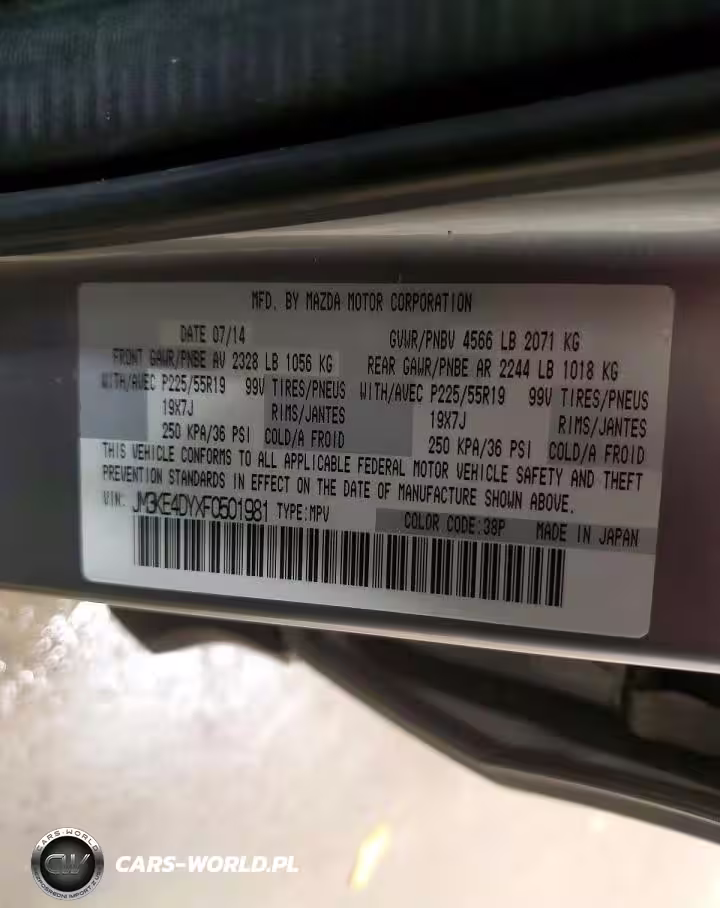 MFD. BY MAZDA MOTOR CORPORATION
DATE 07/14 GVWR/PNBV 4566 LB 2071 KG
FRONT GAWR/PNBE AV 2328 LB 1056 KG REAR GAWR/PNBE AR 2244 LB 1018 KG
WITH/AVEC P225/55R19 99V TIRES/PNEUS WITH/AVEC P225/55R19 99V TIRES/PNEUS
19X7J RIMS/JANTES 19X7J RIMS/JANTES
250 KPA/36 PSI COLD/A FROID 250 KPA/36 PSI COLD/A FROID
THIS VEHICLE CONFORMS TO ALL APPLICABLE FEDERAL MOTOR VEHICLE SAFETY AND THEFT
PREVENTION STANDARDS IN EFFECT ON THE DATE OF MANUFACTURE SHOWN ABOVE.
VIN: JM3KE4DYXF0501981 TYPE:MPV COLOR CODE:38P MADE IN JAPAN
CARS-WORLD
CW
CARS-WORLD.PL